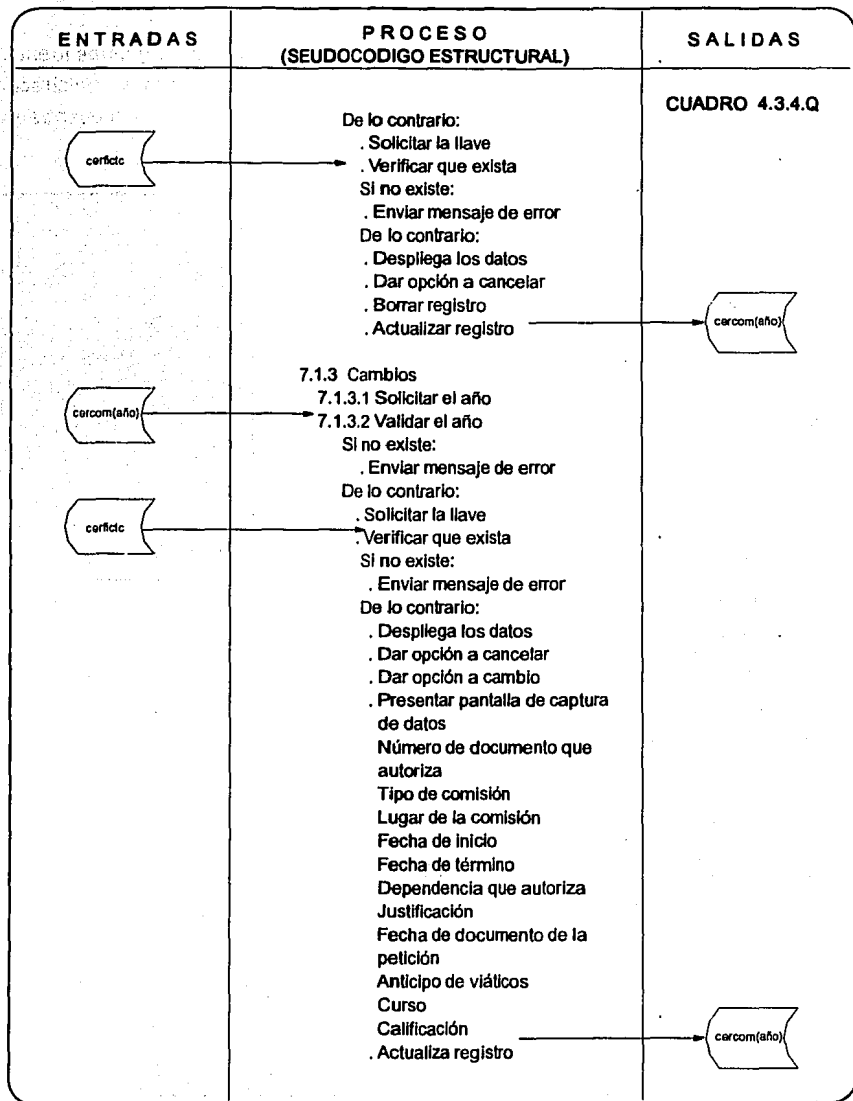 ENTRADAS
PROCESO
(SEUDOCODIGO ESTRUCTURAL)
SALIDAS
CUADRO 4.3.4.Q
De lo contrario:
. Solicitar la llave
cerfictc
. Verificar que exista
Si no existe:
. Enviar mensaje de error
De lo contrario:
. Despliega los datos
. Dar opción a cancelar
. Borrar registro
. Actualizar registro
cercom(año)
7.1.3 Cambios
7.1.3.1 Solicitar el año
cercom(año)
7.1.3.2 Validar el año
Si no existe:
. Enviar mensaje de error
De lo contrario:
. Solicitar la llave
cerfictc
. Verificar que exista
Si no existe:
. Enviar mensaje de error
De lo contrario:
. Despliega los datos
. Dar opción a cancelar
. Dar opción a cambio
. Presentar pantalla de captura
de datos
Número de documento que
autoriza
Tipo de comisión
Lugar de la comisión
Fecha de inicio
Fecha de término
Dependencia que autoriza
Justificación
Fecha de documento de la
petición
Anticipo de viáticos
Curso
Calificación
. Actualiza registro
cercom(año)